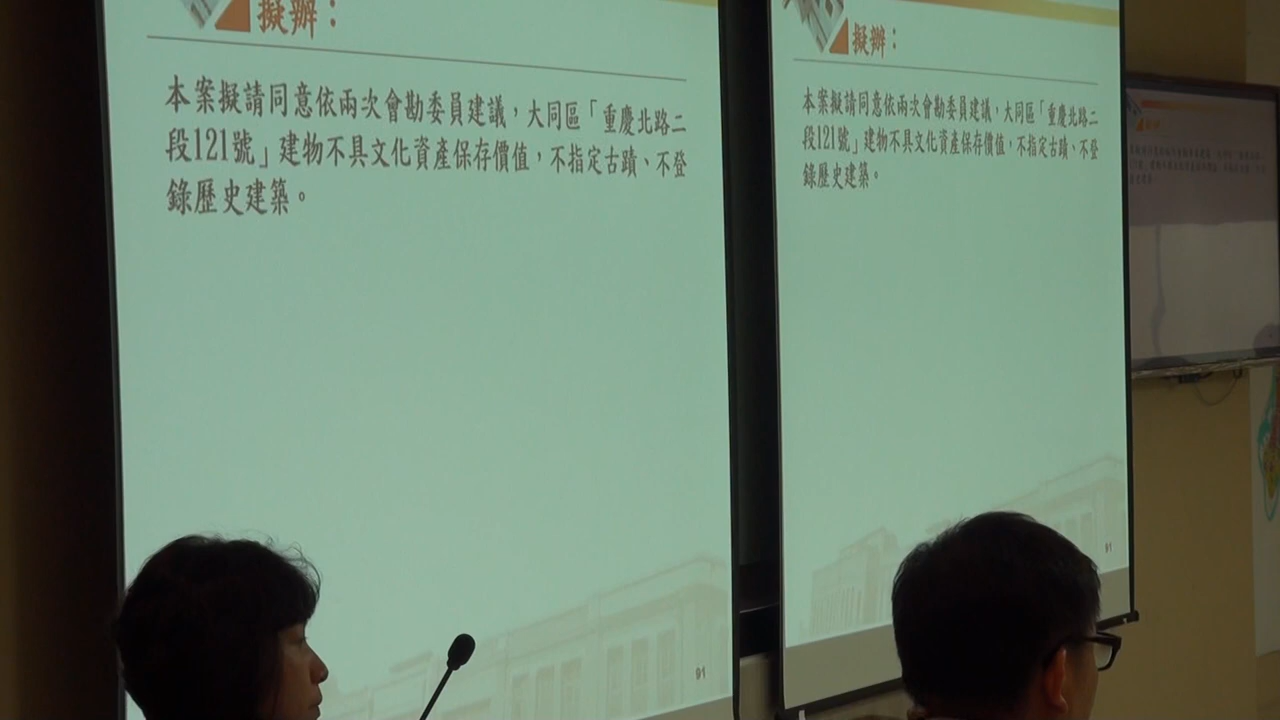 擬辦：
本案擬請同意依兩次會勘委員建議，大同區「重慶北路二
段121號」建物不具文化資產保存價值，不指定古蹟、不登
錄歷史建築。
91
擬辦：
本案擬請同意依兩次會勘委員建議，大同區「重慶北路二
段121號」建物不具文化資產保存價值，不指定古蹟、不登
錄歷史建築。
91